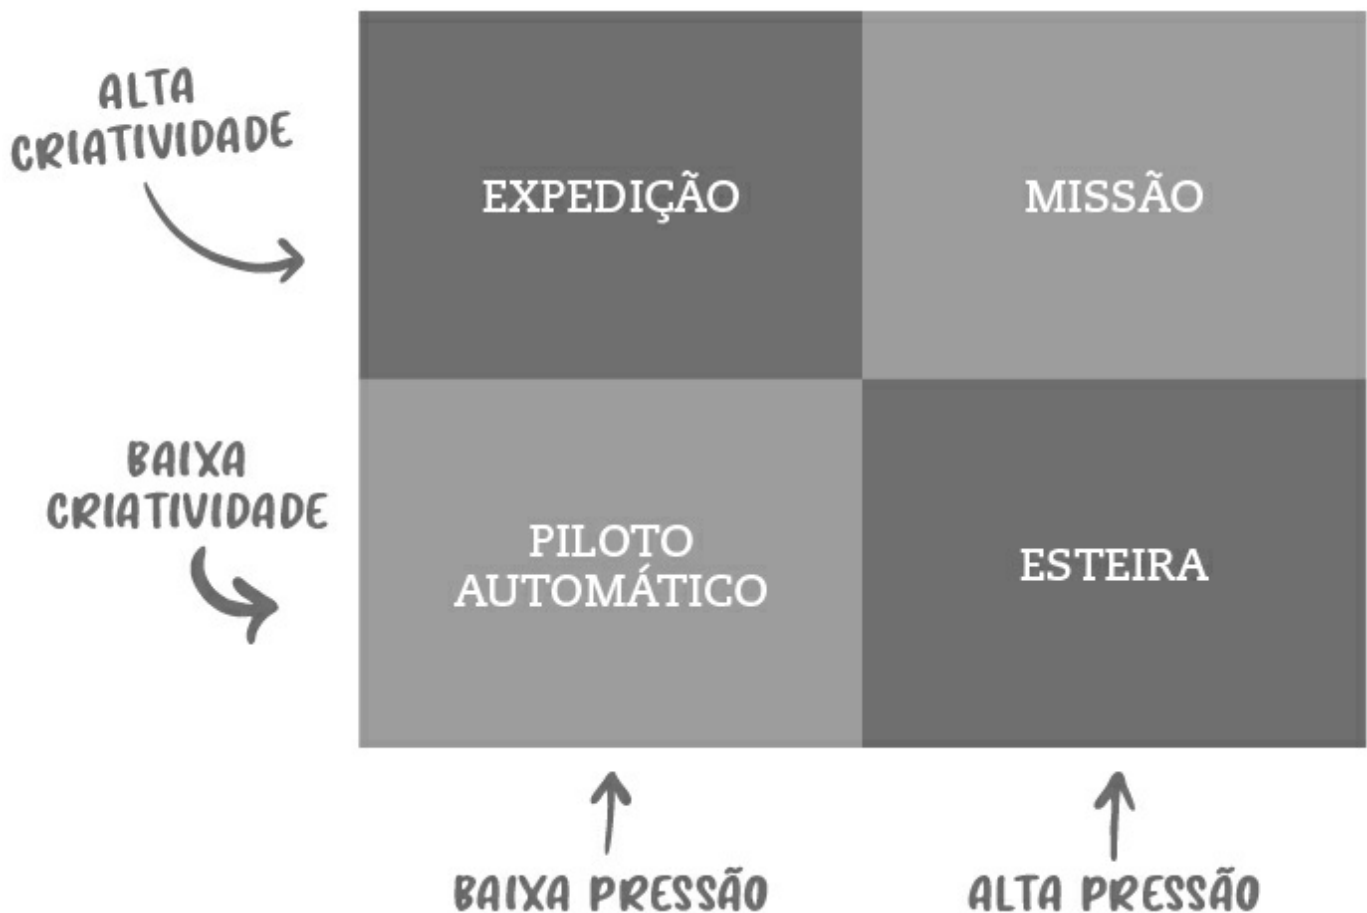 ALTA
CRIATIVIDADE
EXPEDIÇÃO
MISSÃO
BAIXA
CRIATIVIDADE
PILOTO
AUTOMÁTICO
ESTEIRA
BAIXA PRESSÃO
ALTA PRESSÃO